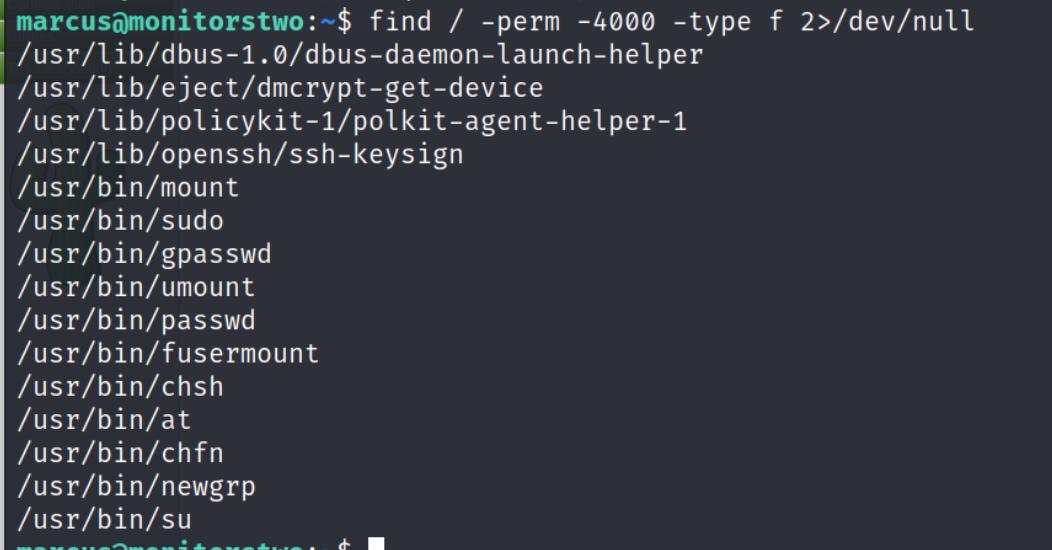 marcus@monitorstwo:~$ find / -perm -4000 -type f 2>/dev/null
/usr/lib/dbus-1.0/dbus-daemon-launch-helper
/usr/lib/eject/dmcrypt-get-device
/usr/lib/policykit-1/polkit-agent-helper-1
/usr/lib/openssh/ssh-keysign
/usr/bin/mount
/usr/bin/sudo
/usr/bin/gpasswd
/usr/bin/umount
/usr/bin/passwd
/usr/bin/fusermount
/usr/bin/chsh
/usr/bin/at
/usr/bin/chfn
/usr/bin/newgrp
/usr/bin/su
marcus@monitorstwo:~$